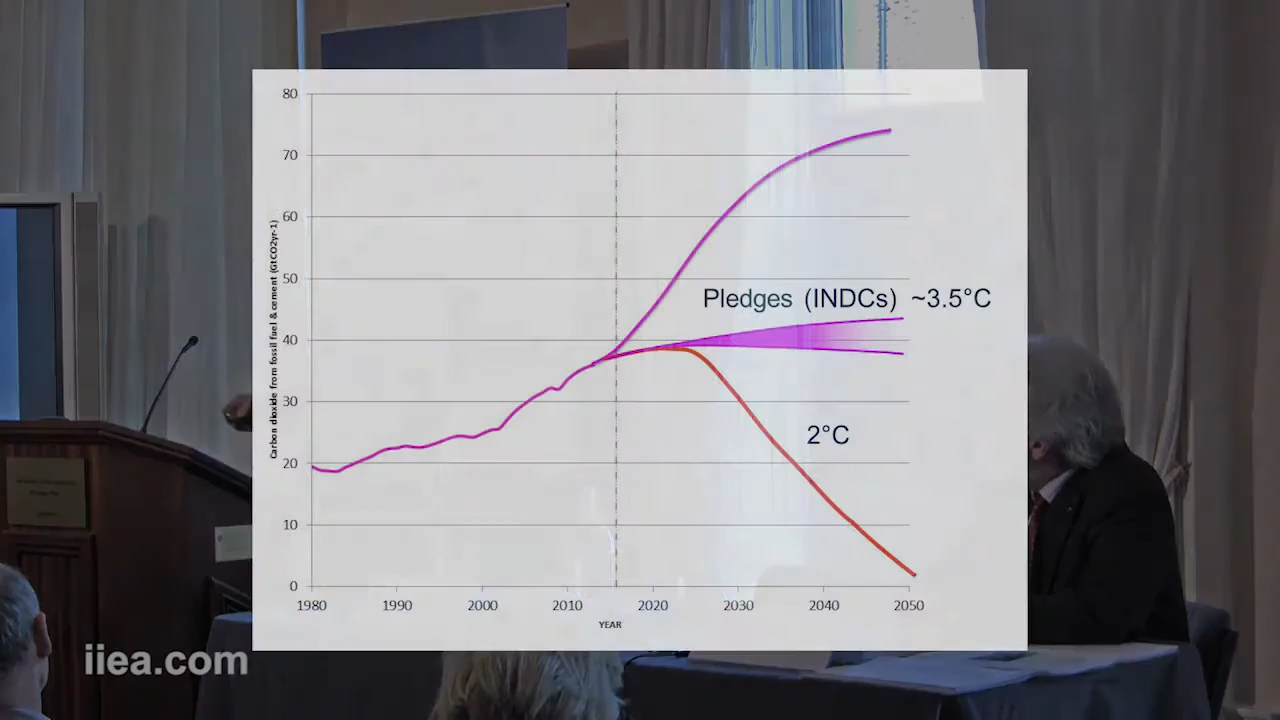 80
70
60
50
40
30
20
10
0
Carbon dioxide from fossil fuel & cement (GtCO2yr-1)
Pledges (INDCs) ~3.5°C
2°C
1980 1990 2000 2010 2020 2030 2040 2050
YEAR
iiea.com